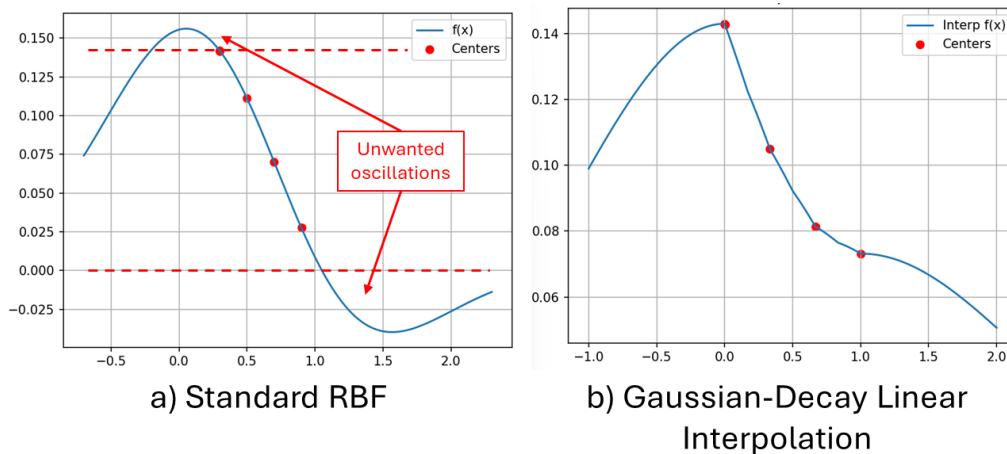 0.150
0.125
0.100
0.075
0.050
0.025
0.000
−0.025
−0.5
0.0
0.5
1.0
1.5
2.0
f(x)
Centers
Unwanted
oscillations
a) Standard RBF
0.14
0.12
0.10
0.08
0.06
−1.0
−0.5
0.0
0.5
1.0
1.5
2.0
Interp f(x)
Centers
b) Gaussian-Decay Linear
Interpolation